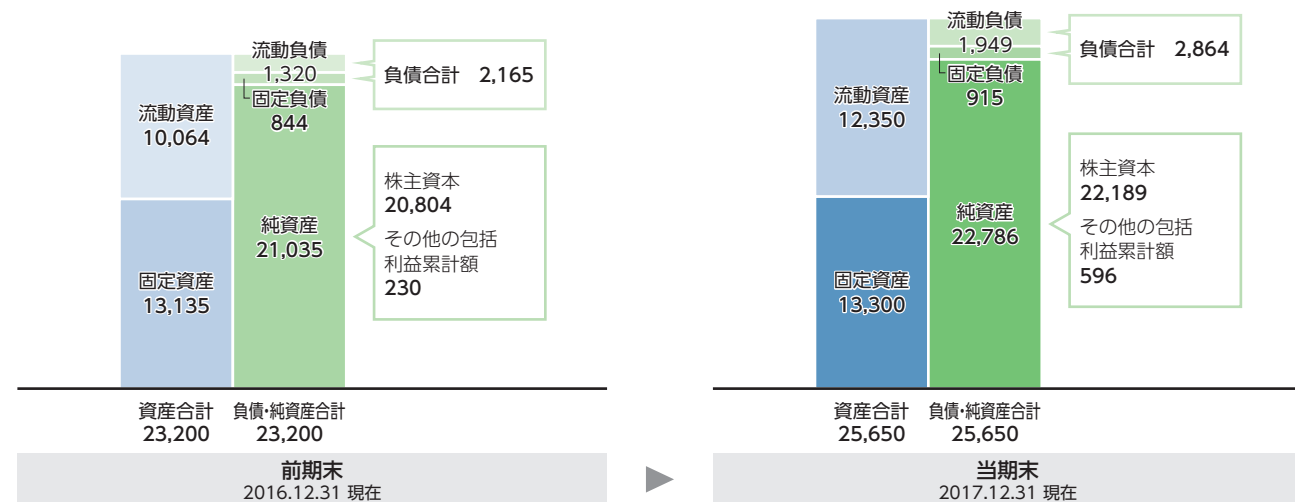 流動資産
10,064
固定資産
13,135
流動負債
1,320
固定負債
844
純資産
21,035
負債合計 2,165
株主資本
20,804
その他の包括
利益累計額
230
資産合計
23,200
負債・純資産合計
23,200
前期末
2016.12.31 現在
流動資産
12,350
固定資産
13,300
流動負債
1,949
固定負債
915
純資産
22,786
負債合計 2,864
株主資本
22,189
その他の包括
利益累計額
596
資産合計
25,650
負債・純資産合計
25,650
当期末
2017.12.31 現在